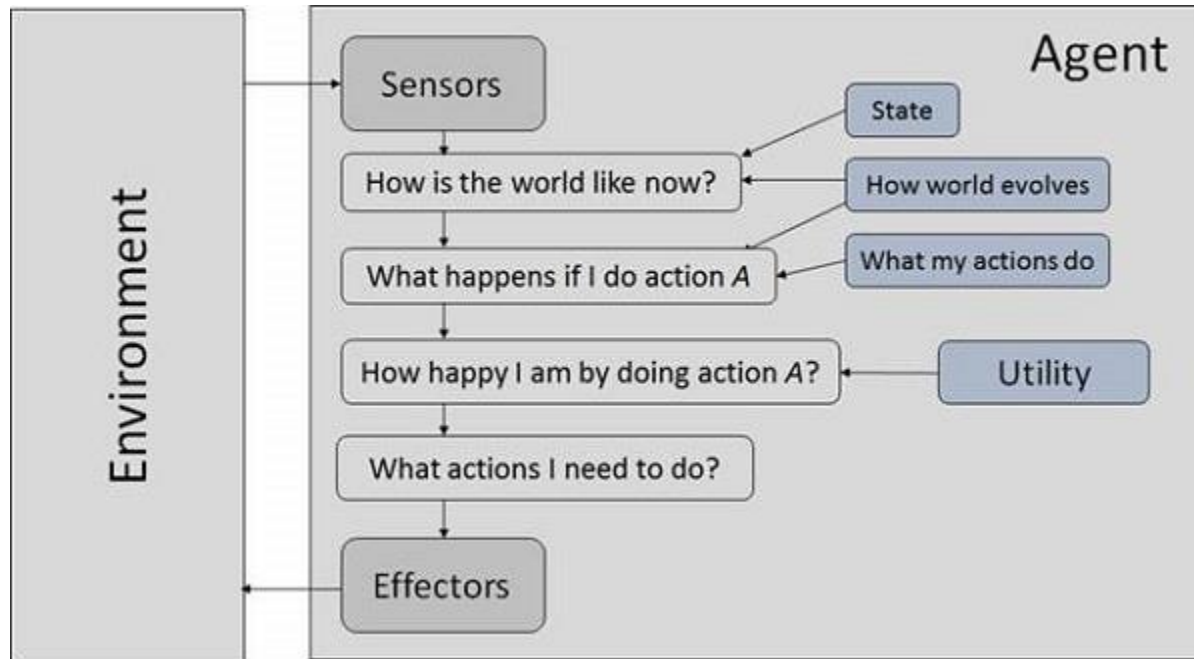 Environment
Agent
Sensors
State
How is the world like now?
How world evolves
What happens if I do action A
What my actions do
How happy I am by doing action A?
Utility
What actions I need to do?
Effectors